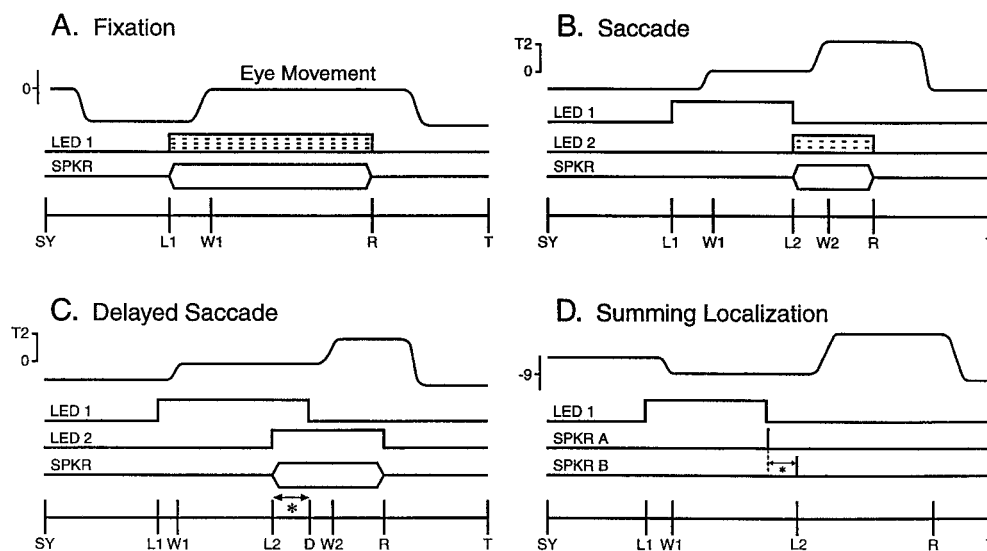 A. Fixation
0
Eye Movement
LED 1
SPKR
SY L1 W1 R T
B. Saccade
T2
0
LED 1
LED 2
SPKR
SY L1 W1 L2 W2 R
C. Delayed Saccade
T2
0
LED 1
LED 2
SPKR
*
SY L1 W1 L2 D W2 R T
D. Summing Localization
-9
LED 1
SPKR A
SPKR B
*
SY L1 W1 L2 R T